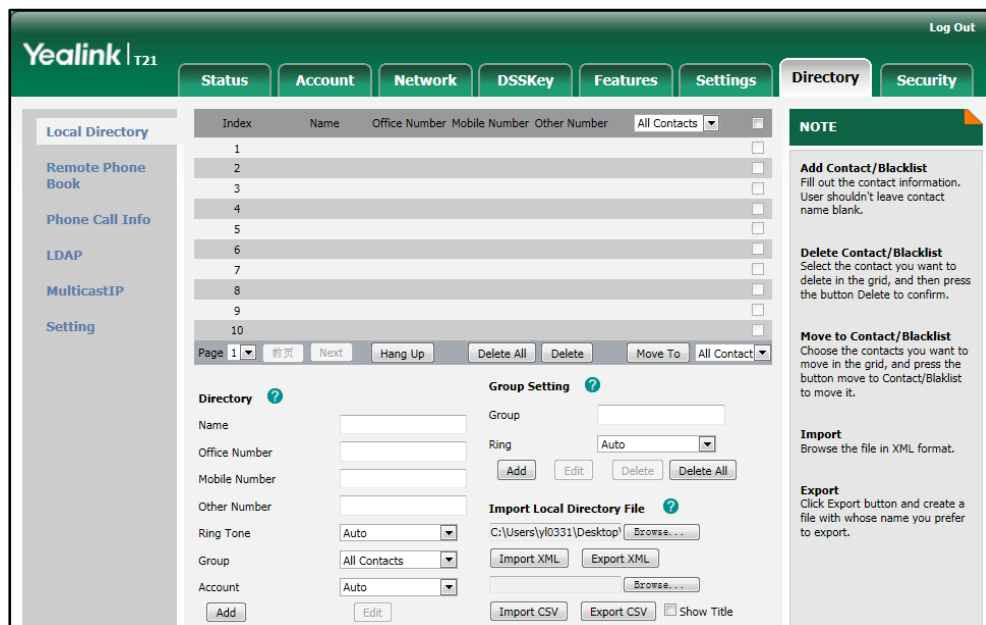 Log Out
Yealink | T21
Status Account Network DSSKey Features Settings Directory Security
Local Directory
Remote Phone
Book
Phone Call Info
LDAP
MulticastIP
Setting
Index Name Office Number Mobile Number Other Number All Contacts
1
2
3
4
5
6
7
8
9
10
Page 1 前页 Next Hang Up Delete All Delete Move To All Contact
Directory ?
Name
Office Number
Mobile Number
Other Number
Ring Tone Auto
Group All Contacts
Account Auto
Add Edit
Group Setting ?
Group
Ring Auto
Add Edit Delete Delete All
Import Local Directory File ?
C:\Users\yl0331\Desktop\ Browse...
Import XML Export XML
Browse...
Import CSV Export CSV Show Title
NOTE
Add Contact/Blacklist
Fill out the contact information.
User shouldn't leave contact
name blank.
Delete Contact/Blacklist
Select the contact you want to
delete in the grid, and then press
the button Delete to confirm.
Move to Contact/Blacklist
Choose the contacts you want to
move in the grid, and press the
button move to Contact/Blaklist
to move it.
Import
Browse the file in XML format.
Export
Click Export button and create a
file with whose name you prefer
to export.